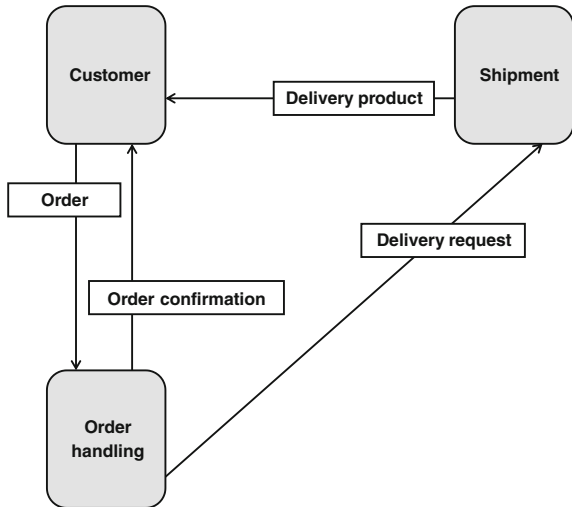 Customer
Shipment
Delivery product
Order
Delivery request
Order confirmation
Order
handling